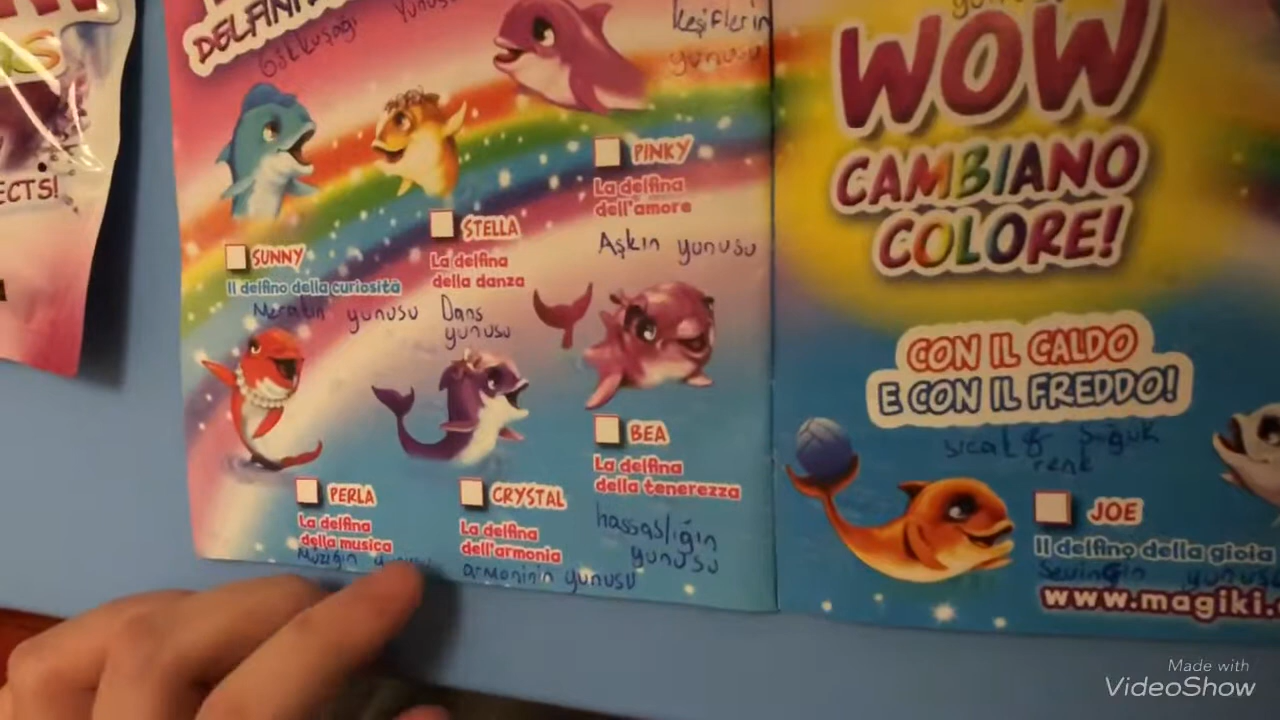 ECTS!
DELFINI
Gökkuşağı
Keşiflerin
yunusu
PINKY
La delfina
dell'amore
Aşkın yunusu
STELLA
La delfina
della danza
Dans
yunusu
SUNNY
Il delfino della curiosità
Merakın yunusu
BEA
La delfina
della tenerezza
hassaslığın
yunusu
PERLA
La delfina
della musica
Müziğin
CRYSTAL
La delfina
dell'armonia
armoninin yunusu
WOW
CAMBIANO
COLORE!
CON IL CALDO
E CON IL FREDDO!
sıcak & soğuk
renk
JOE
Il delfino della gioia
Sevincin yunusu
www.magiki.
Made with
VideoShow